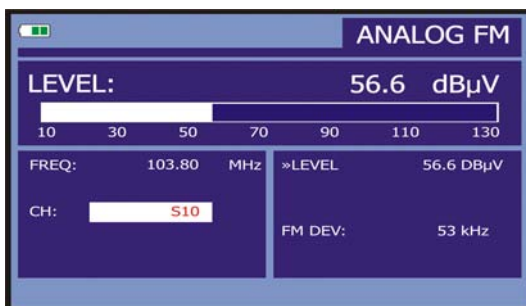 ANALOG FM
LEVEL: 56.6 dBµV
10 30 50 70 90 110 130
FREQ: 103.80 MHz
CH: S10
»LEVEL 56.6 DBµV
FM DEV: 53 kHz